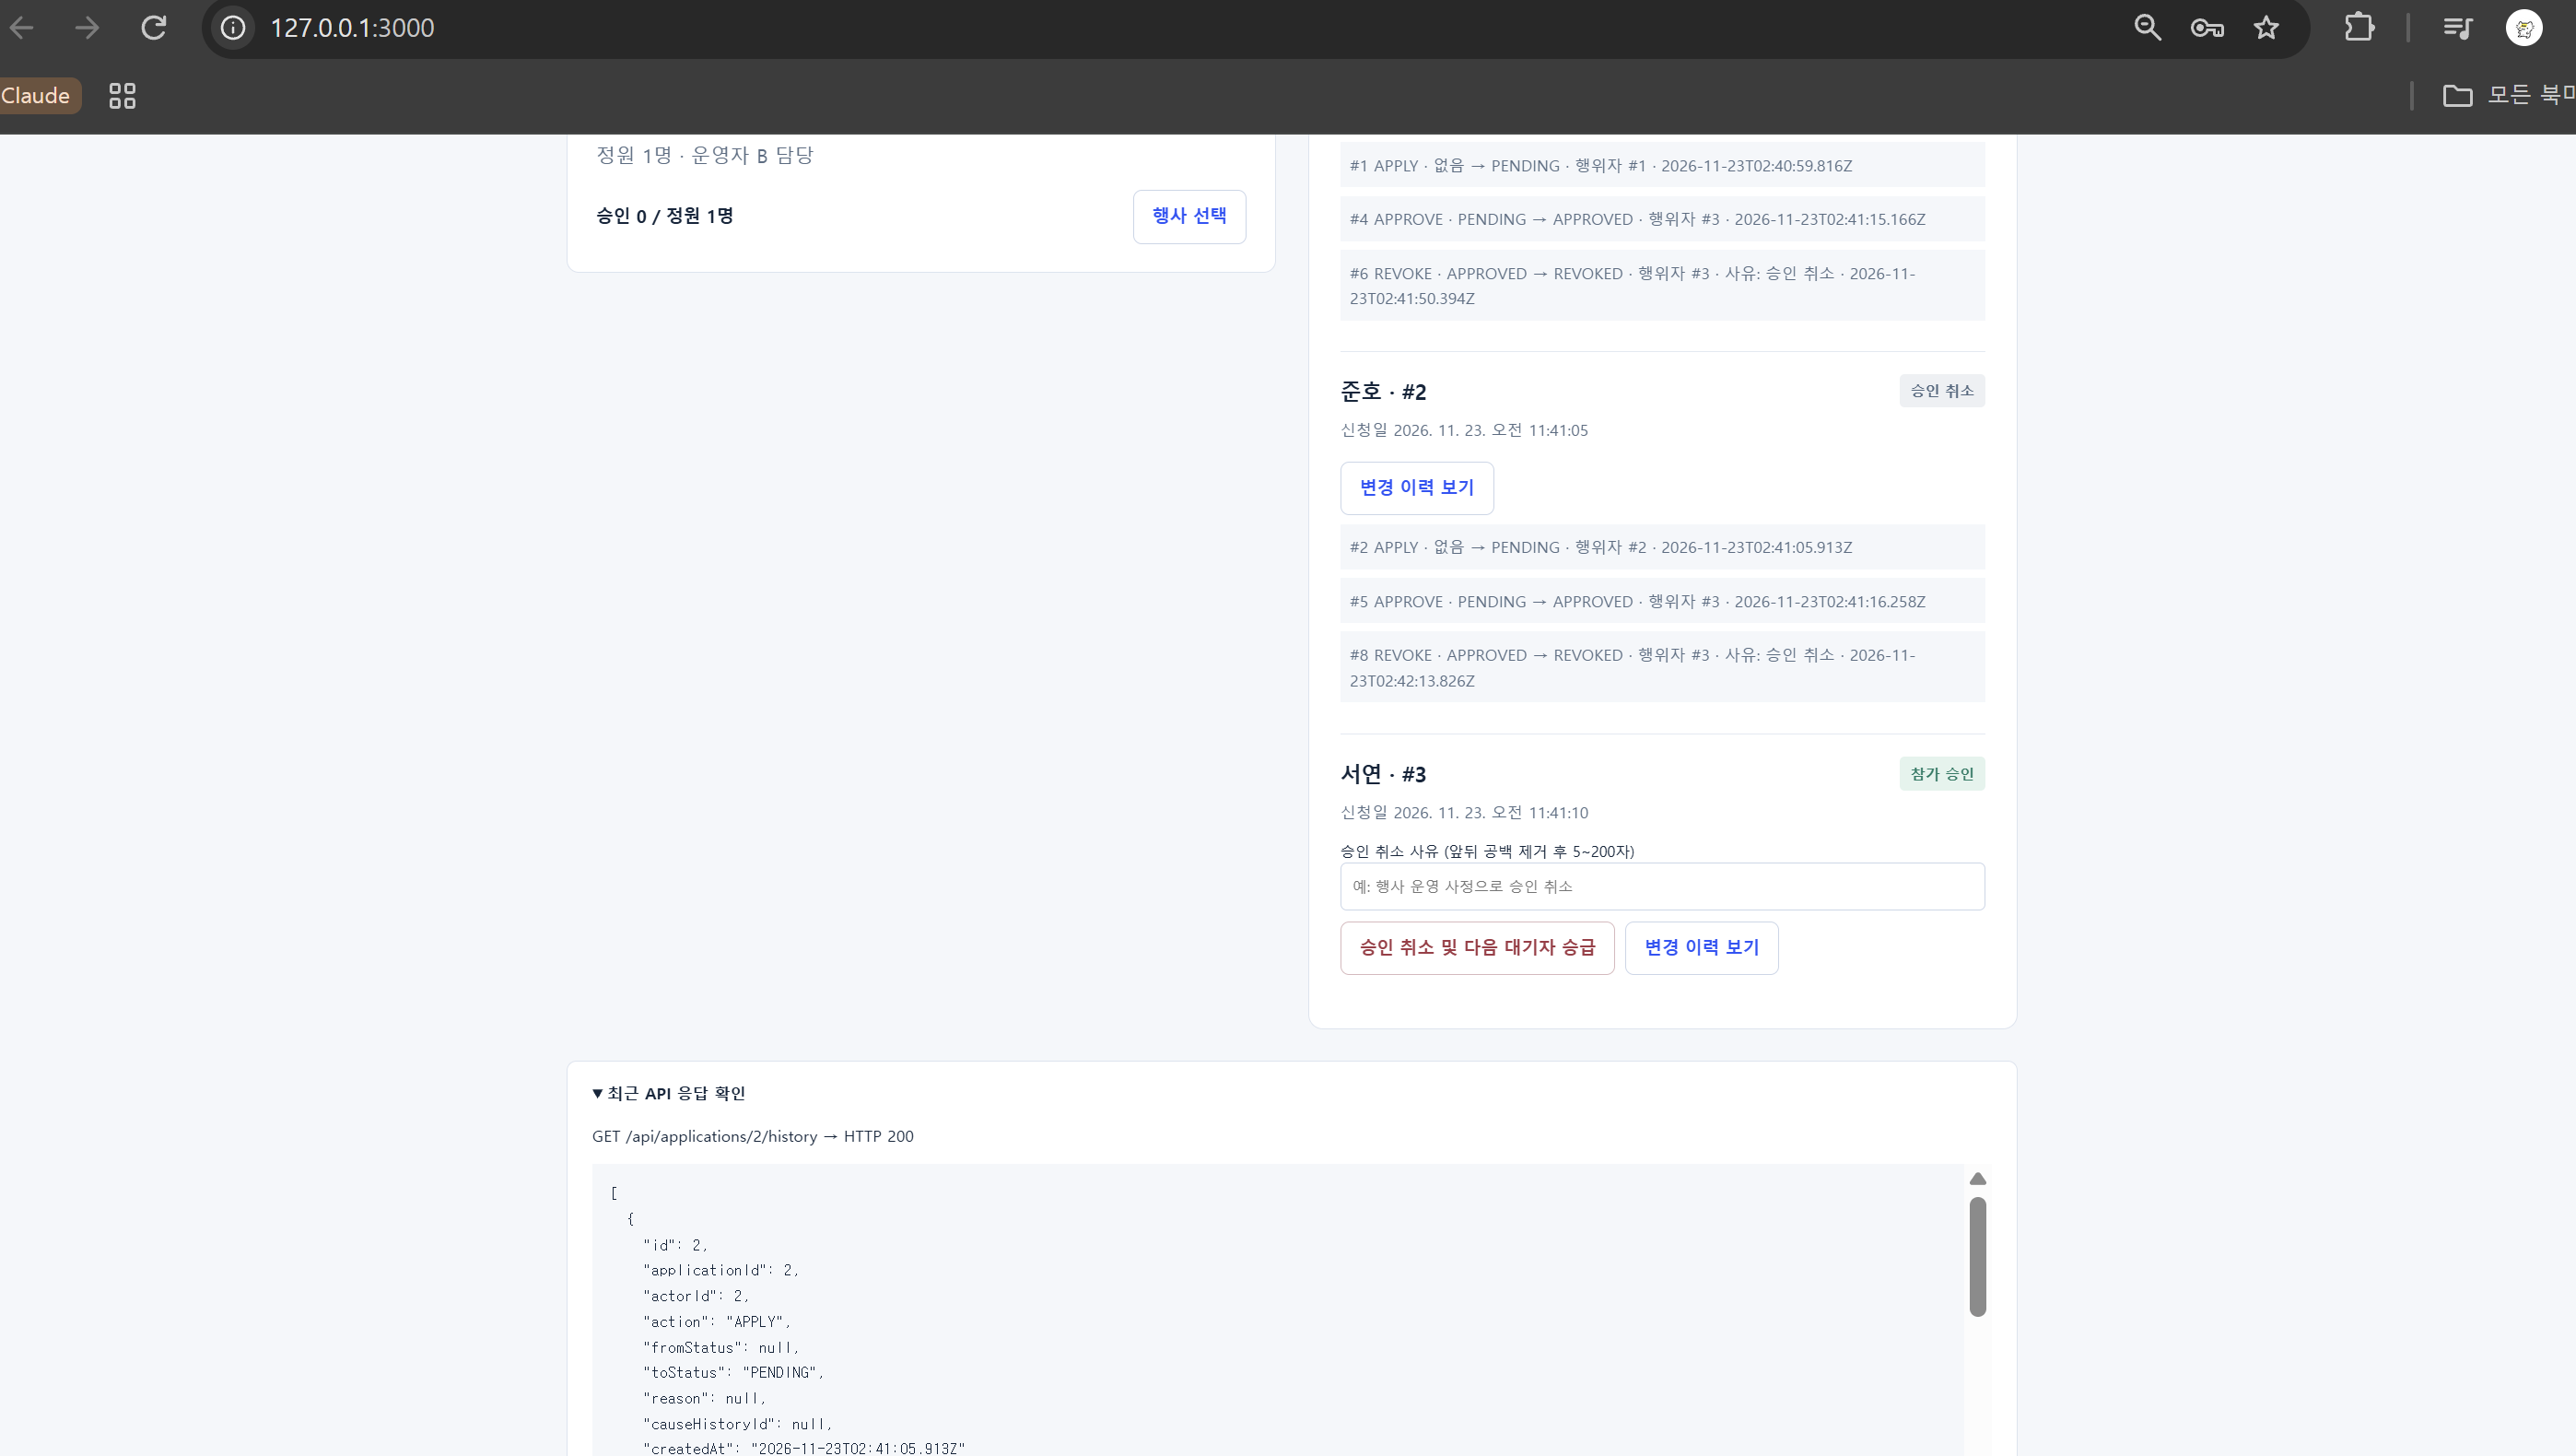 127.0.0.1:3000
Claude
모든 북마
정원 1명 · 운영자 B 담당
승인 0 / 정원 1명
행사 선택
#1 APPLY · 없음 → PENDING · 행위자 #1 · 2026-11-23T02:40:59.816Z
#4 APPROVE · PENDING → APPROVED · 행위자 #3 · 2026-11-23T02:41:15.166Z
#6 REVOKE · APPROVED → REVOKED · 행위자 #3 · 사유: 승인 취소 · 2026-11-
23T02:41:50.394Z
준호 · #2
승인 취소
신청일 2026. 11. 23. 오전 11:41:05
변경 이력 보기
#2 APPLY · 없음 → PENDING · 행위자 #2 · 2026-11-23T02:41:05.913Z
#5 APPROVE · PENDING → APPROVED · 행위자 #3 · 2026-11-23T02:41:16.258Z
#8 REVOKE · APPROVED → REVOKED · 행위자 #3 · 사유: 승인 취소 · 2026-11-
23T02:42:13.826Z
서연 · #3
참가 승인
신청일 2026. 11. 23. 오전 11:41:10
승인 취소 사유 (앞뒤 공백 제거 후 5~200자)
예: 행사 운영 사정으로 승인 취소
승인 취소 및 다음 대기자 승급
변경 이력 보기
▼ 최근 API 응답 확인
GET /api/applications/2/history → HTTP 200
[
{
"id": 2,
"applicationId": 2,
"actorId": 2,
"action": "APPLY",
"fromStatus": null,
"toStatus": "PENDING",
"reason": null,
"causeHistoryId": null,
"createdAt": "2026-11-23T02:41:05.913Z"